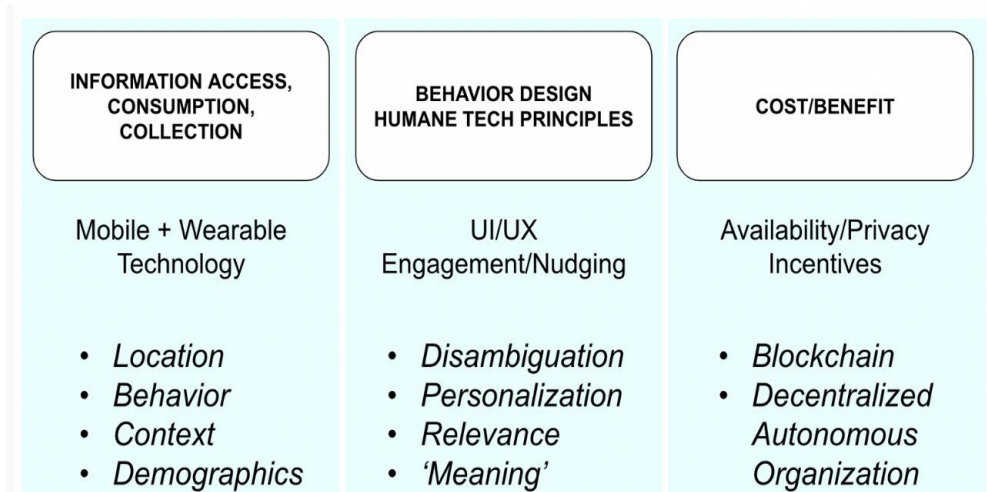 INFORMATION ACCESS,
CONSUMPTION,
COLLECTION
Mobile + Wearable
Technology
• Location
• Behavior
• Context
• Demographics
BEHAVIOR DESIGN
HUMANE TECH PRINCIPLES
UI/UX
Engagement/Nudging
• Disambiguation
• Personalization
• Relevance
• ‘Meaning’
COST/BENEFIT
Availability/Privacy
Incentives
• Blockchain
• Decentralized
Autonomous
Organization